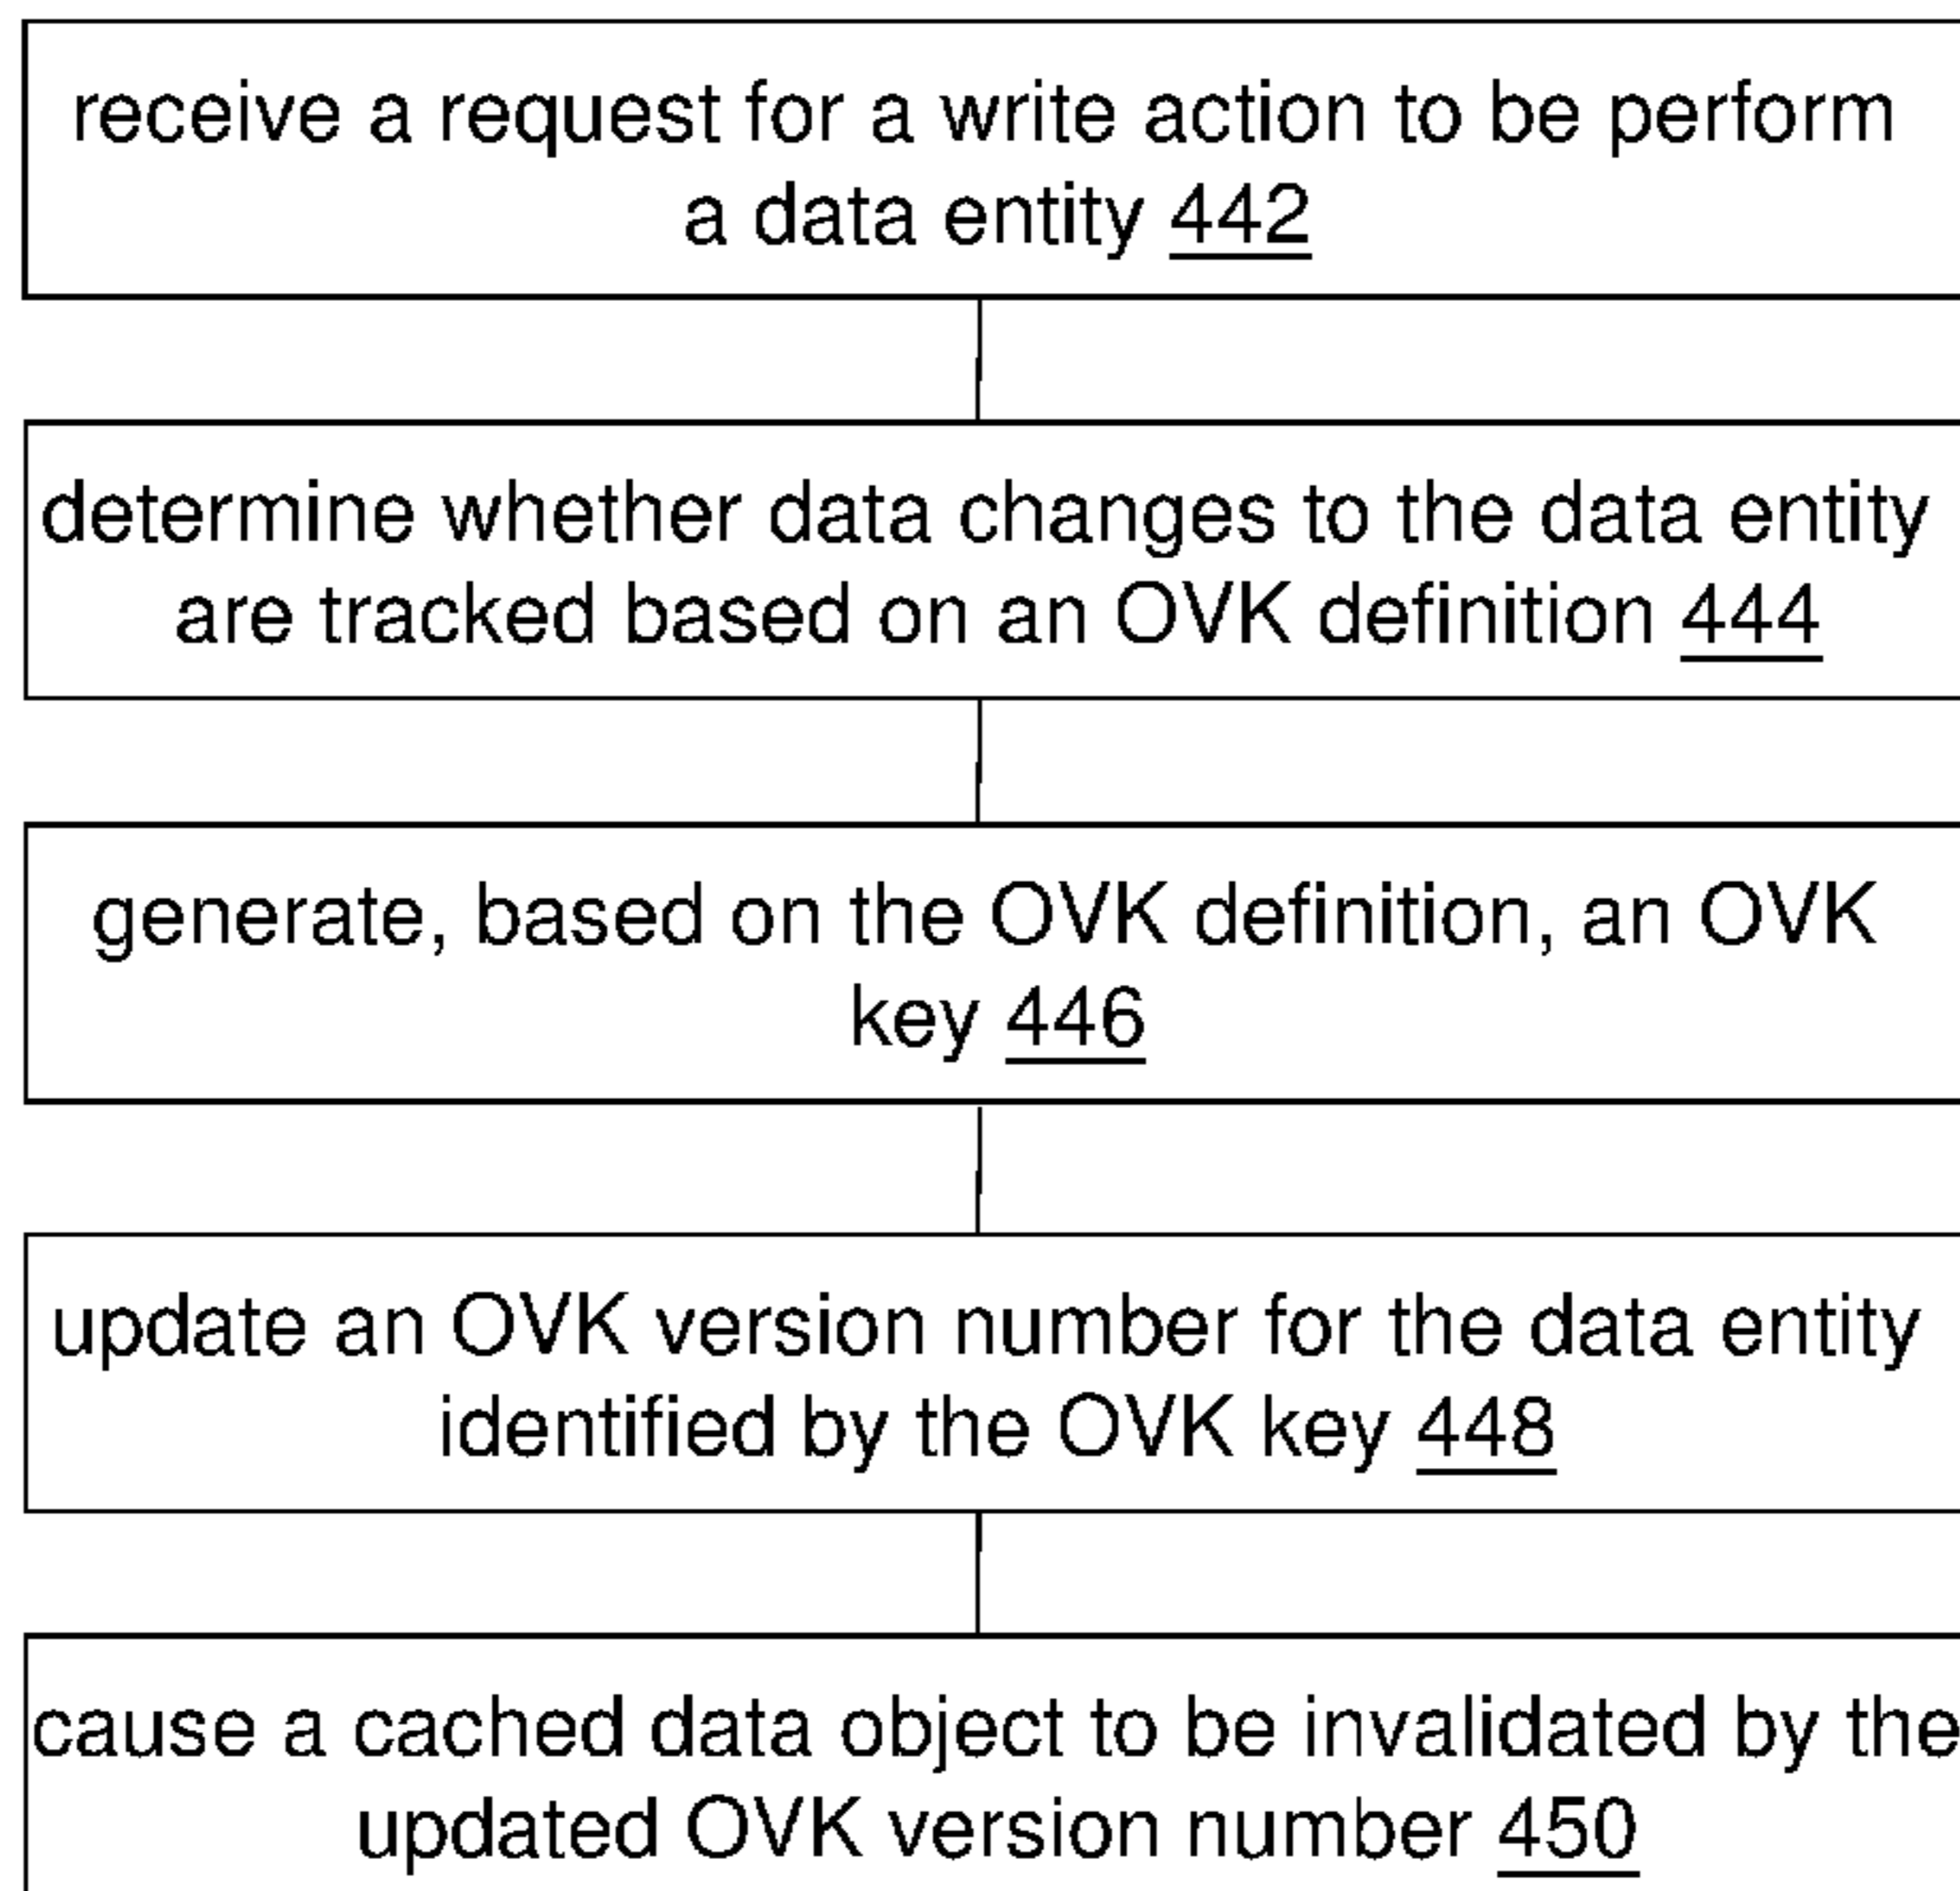 receive a request for a write action to be perform
a data entity 442
determine whether data changes to the data entity
are tracked based on an OVK definition 444
generate, based on the OVK definition, an OVK
key 446
update an OVK version number for the data entity
identified by the OVK key 448
cause a cached data object to be invalidated by the
updated OVK version number 450